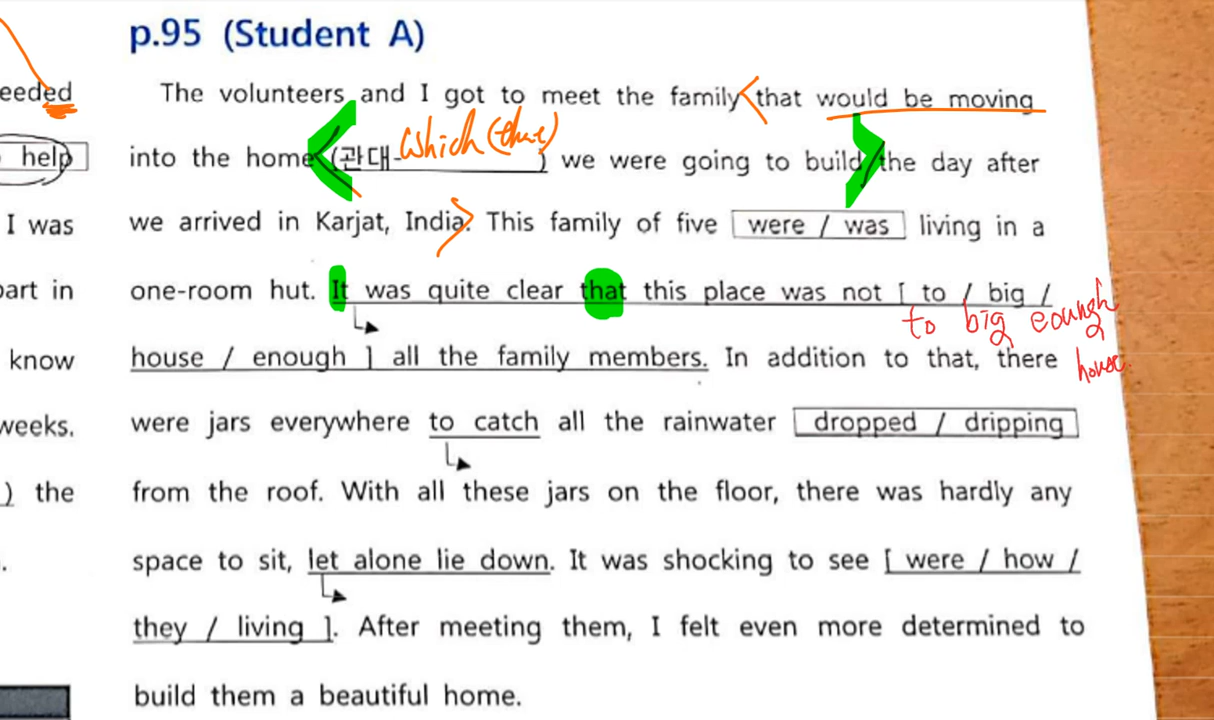 p.95 (Student A)
eeded
The volunteers and I got to meet the family that would be moving
which (that)
help
into the home (관대- ) we were going to build/the day after
I was
we arrived in Karjat, India. This family of five [ were / was ] living in a
part in
one-room hut. It was quite clear that this place was not [ to / big /
to big eoungh
house / enough ] all the family members. In addition to that, there
house
know
were jars everywhere to catch all the rainwater [ dropped / dripping ]
weeks.
from the roof. With all these jars on the floor, there was hardly any
) the
space to sit, let alone lie down. It was shocking to see [ were / how /
they / living ]. After meeting them, I felt even more determined to
build them a beautiful home.